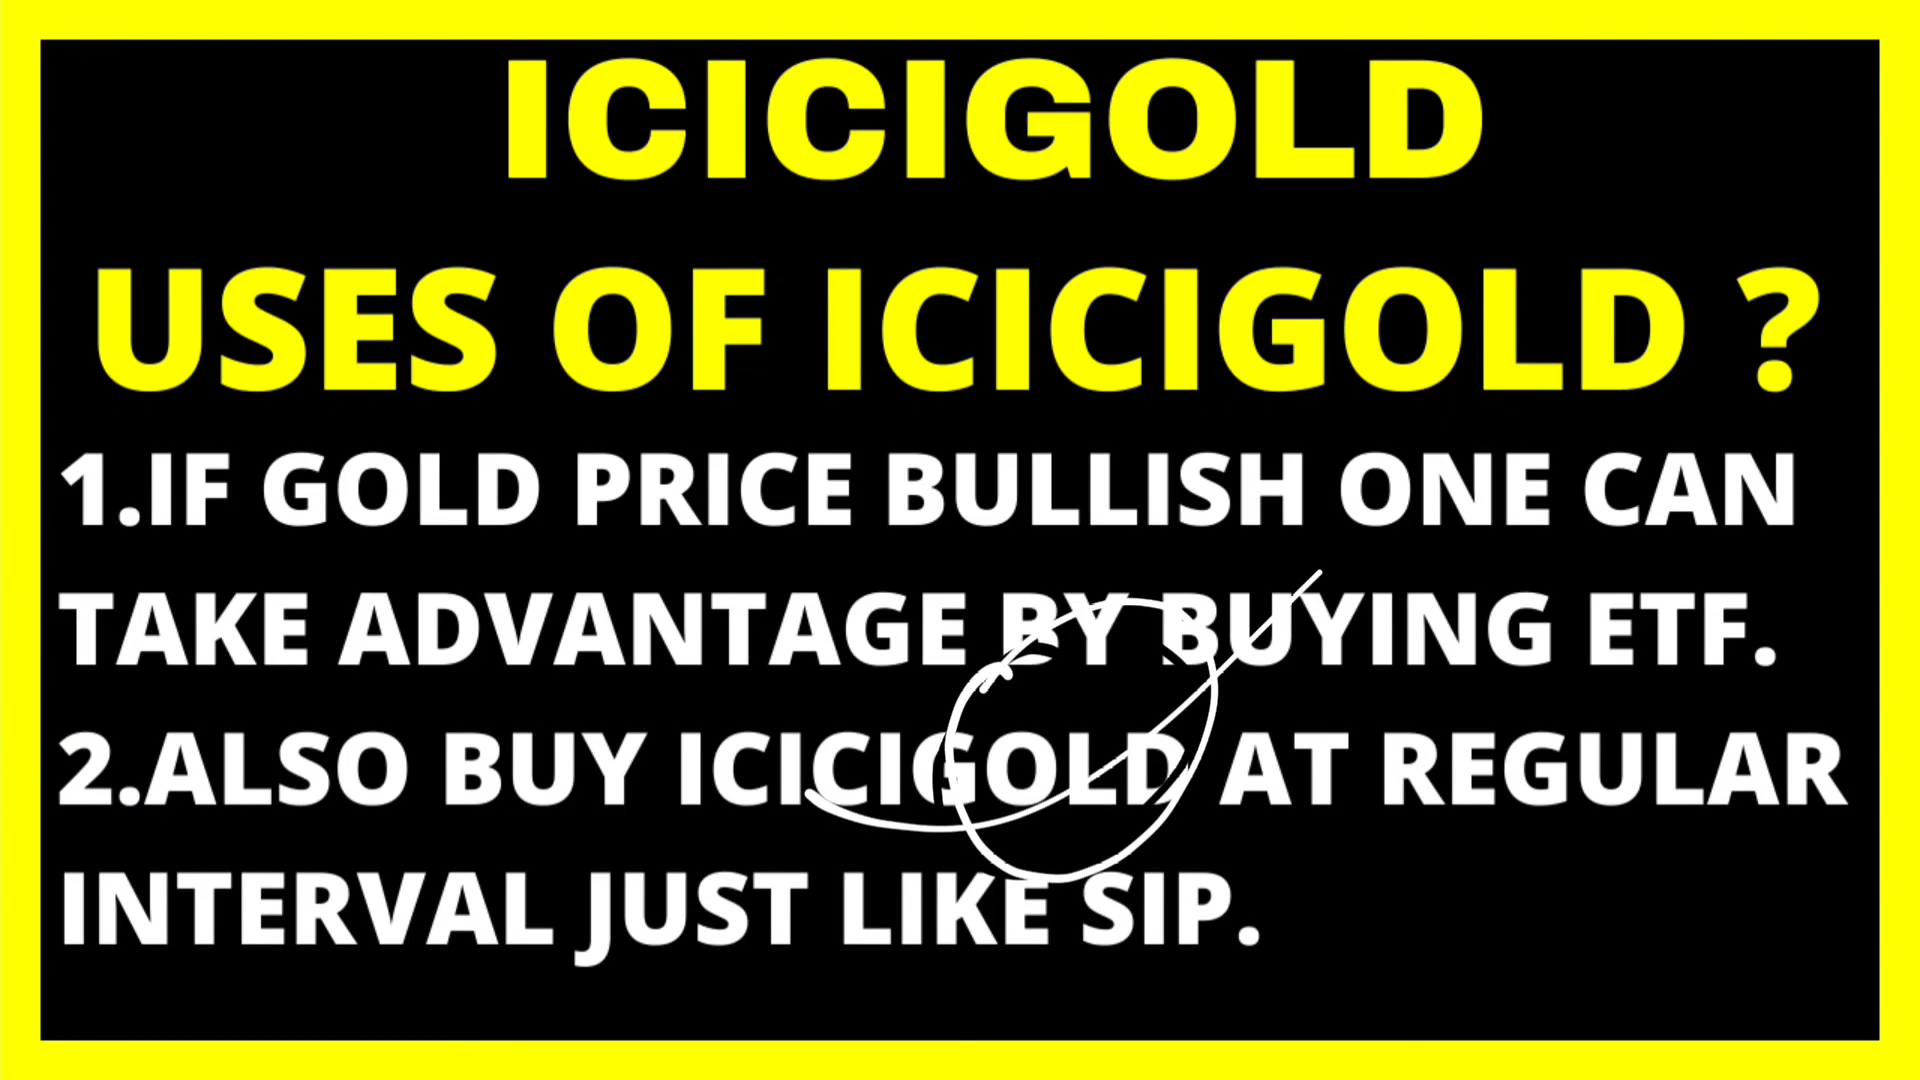 ICICIGOLD
USES OF ICICIGOLD ?
1.IF GOLD PRICE BULLISH ONE CAN
TAKE ADVANTAGE BY BUYING ETF.
2.ALSO BUY ICICIGOLD AT REGULAR
INTERVAL JUST LIKE SIP.